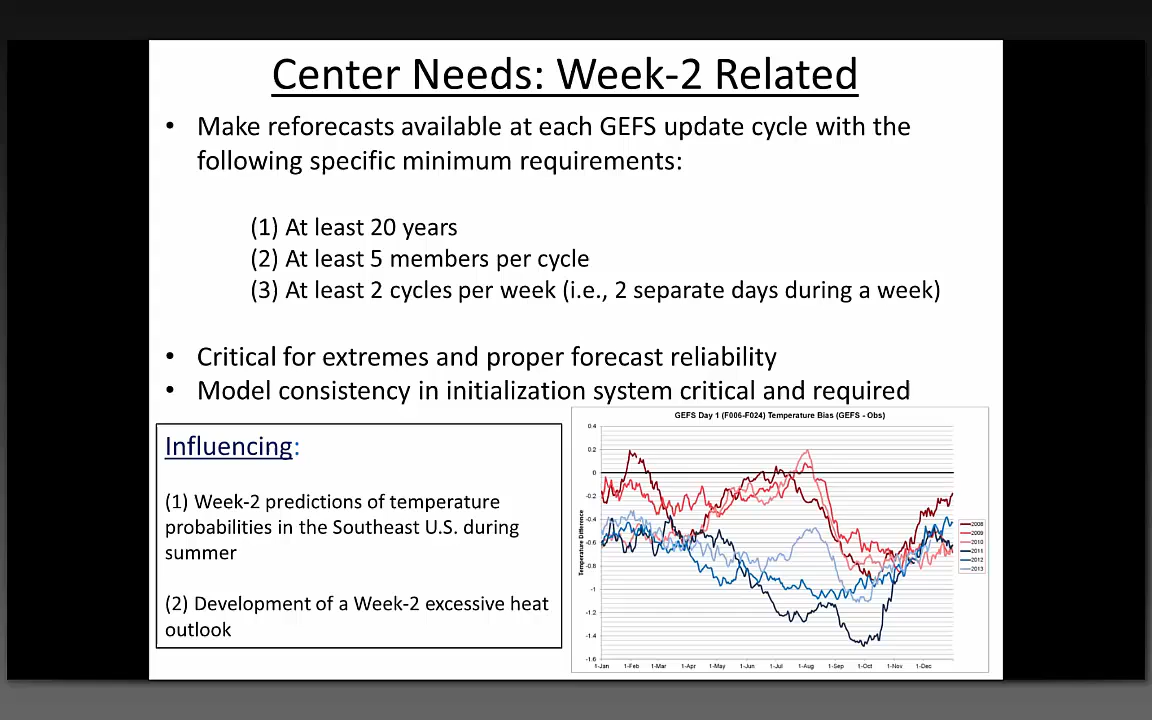 Center Needs: Week-2 Related
• Make reforecasts available at each GEFS update cycle with the
following specific minimum requirements:
(1) At least 20 years
(2) At least 5 members per cycle
(3) At least 2 cycles per week (i.e., 2 separate days during a week)
• Critical for extremes and proper forecast reliability
• Model consistency in initialization system critical and required
Influencing:
(1) Week-2 predictions of temperature
probabilities in the Southeast U.S. during
summer
(2) Development of a Week-2 excessive heat
outlook
GEFS Day 1 (F006-F024) Temperature Bias (GEFS - Obs)
Temperature Difference
0.4
0.2
0
-0.2
-0.4
-0.6
-0.8
-1
-1.2
-1.4
-1.6
1-Jan 1-Feb 1-Mar 1-Apr 1-May 1-Jun 1-Jul 1-Aug 1-Sep 1-Oct 1-Nov 1-Dec
2008
2009
2010
2011
2012
2013